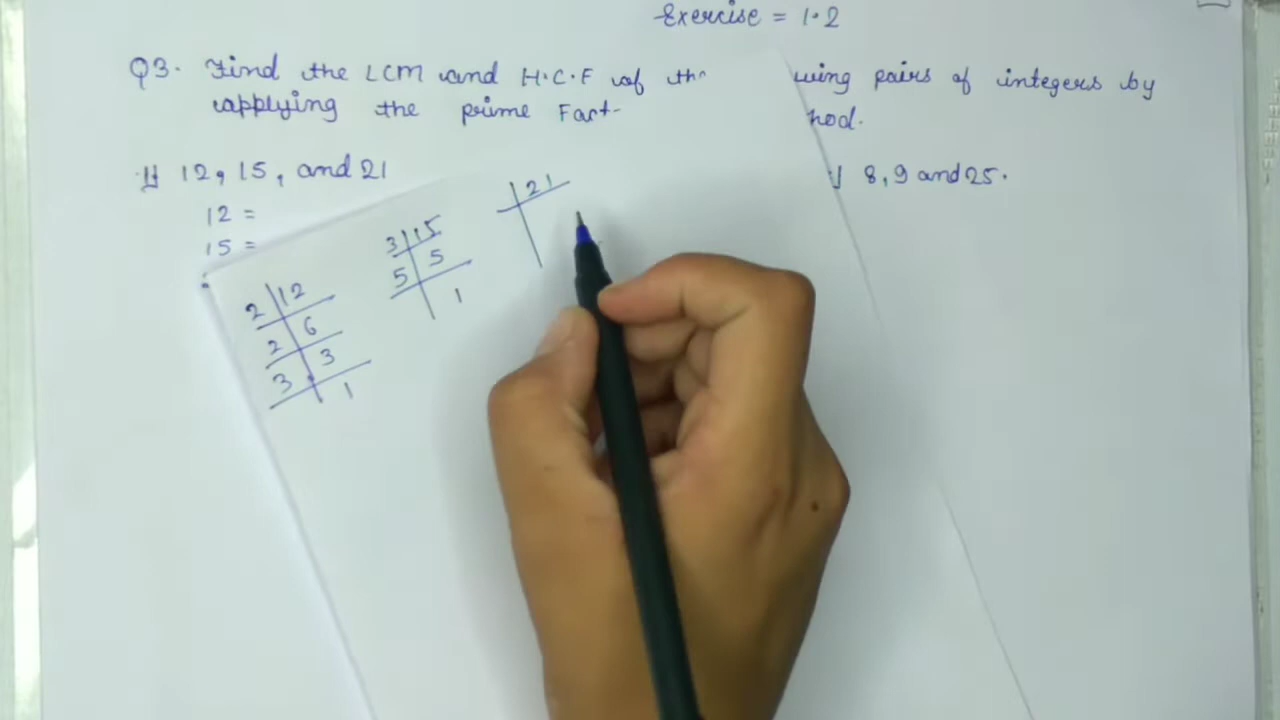 Exercise = 1.2
Q3. Find the LCM and H.C.F of the wing pairs of integers by
applying the prime Fact- hod.
1] 12, 15, and 21
] 8, 9 and 25.
12 =
15 =
2 | 12
2 | 6
3 | 3
1
3 | 15
5 | 5
1
| 21